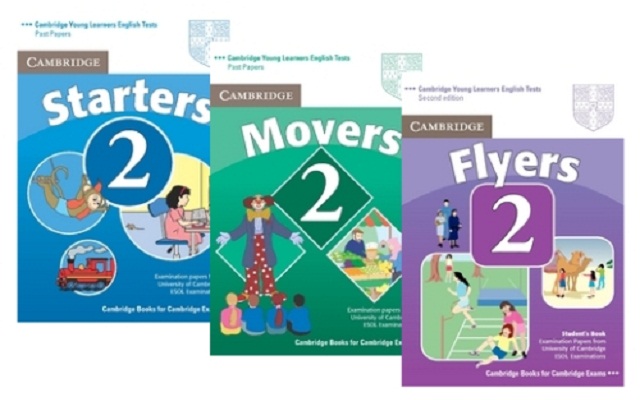 Cambridge Young Learners English Tests
Past Papers
CAMBRIDGE
Starters
2
Examination papers
University of Cambridge
ESOL Examinations
Cambridge Books for Cambridge Exams
Cambridge Young Learners English Tests
Past Papers
CAMBRIDGE
Movers
2
Examination papers
University of Cambridge
ESOL Examinations
Cambridge Books for Cambridge Exams
Cambridge Young Learners English Tests
Second edition
CAMBRIDGE
Flyers
2
Student's Book
Examination Papers from
University of Cambridge
ESOL Examinations
Cambridge Books for Cambridge Exams